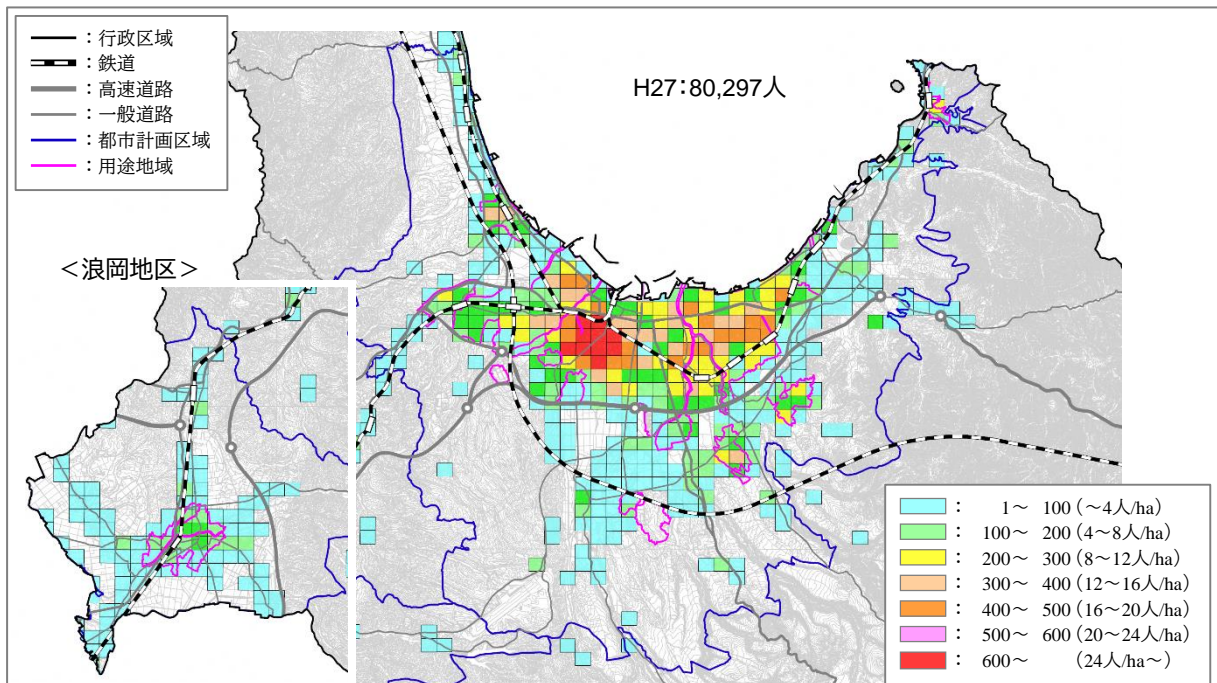 ：行政区域
：鉄道
：高速道路
：一般道路
：都市計画区域
：用途地域
H27：80,297人
＜浪岡地区＞
： 1～ 100（～4人/ha）
： 100～ 200（4～8人/ha）
： 200～ 300（8～12人/ha）
： 300～ 400（12～16人/ha）
： 400～ 500（16～20人/ha）
： 500～ 600（20～24人/ha）
： 600～ （24人/ha～）